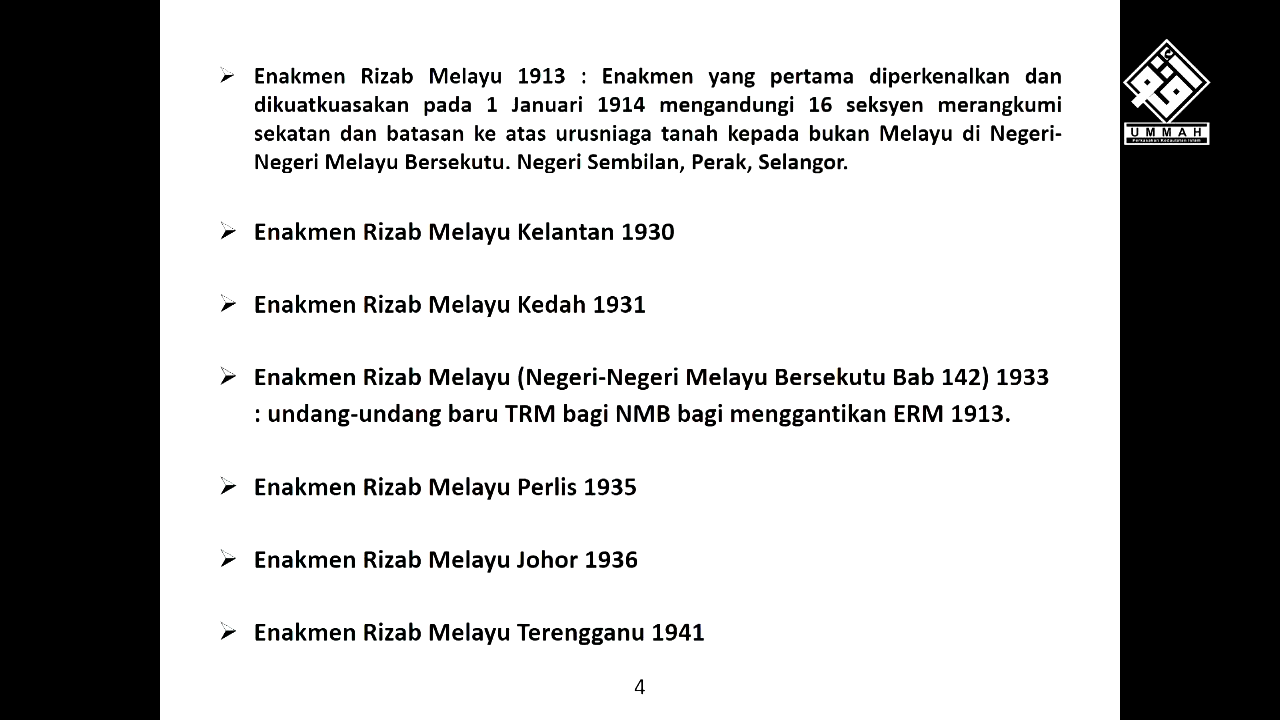 ➢ Enakmen Rizab Melayu 1913 : Enakmen yang pertama diperkenalkan dan
dikuatkuasakan pada 1 Januari 1914 mengandungi 16 seksyen merangkumi
sekatan dan batasan ke atas urusniaga tanah kepada bukan Melayu di Negeri-
Negeri Melayu Bersekutu. Negeri Sembilan, Perak, Selangor.
➢ Enakmen Rizab Melayu Kelantan 1930
➢ Enakmen Rizab Melayu Kedah 1931
➢ Enakmen Rizab Melayu (Negeri-Negeri Melayu Bersekutu Bab 142) 1933
: undang-undang baru TRM bagi NMB bagi menggantikan ERM 1913.
➢ Enakmen Rizab Melayu Perlis 1935
➢ Enakmen Rizab Melayu Johor 1936
➢ Enakmen Rizab Melayu Terengganu 1941
4
UMMAH